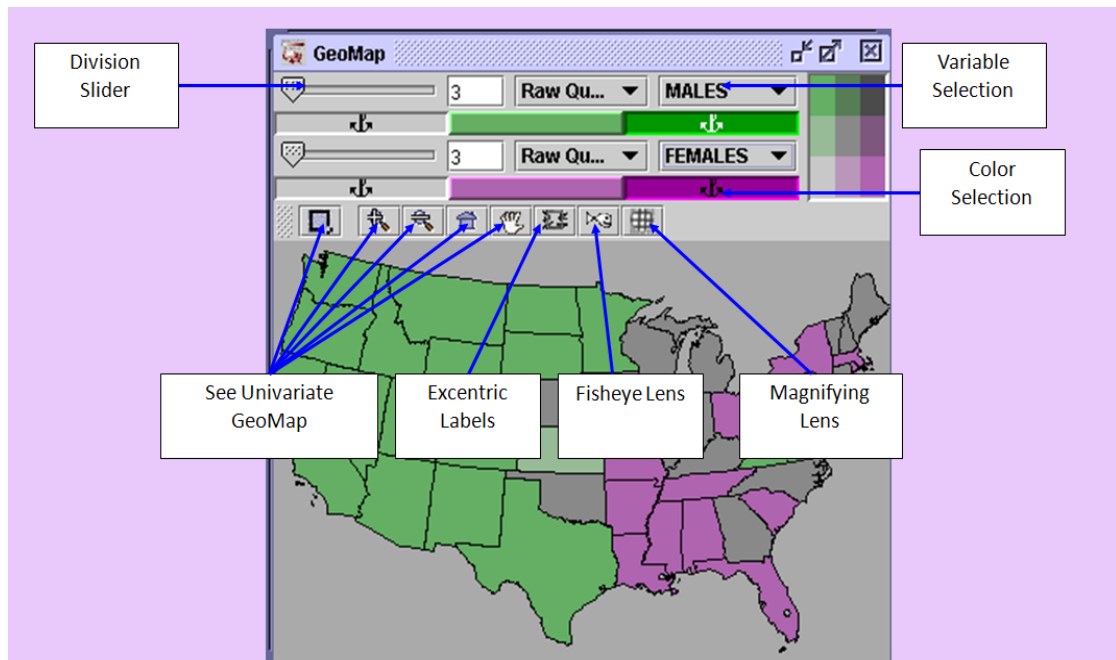 GeoMap
Division
Slider
3
Raw Qu...
MALES
Variable
Selection
3
Raw Qu...
FEMALES
Color
Selection
See Univariate
GeoMap
Excentric
Labels
Fisheye Lens
Magnifying
Lens